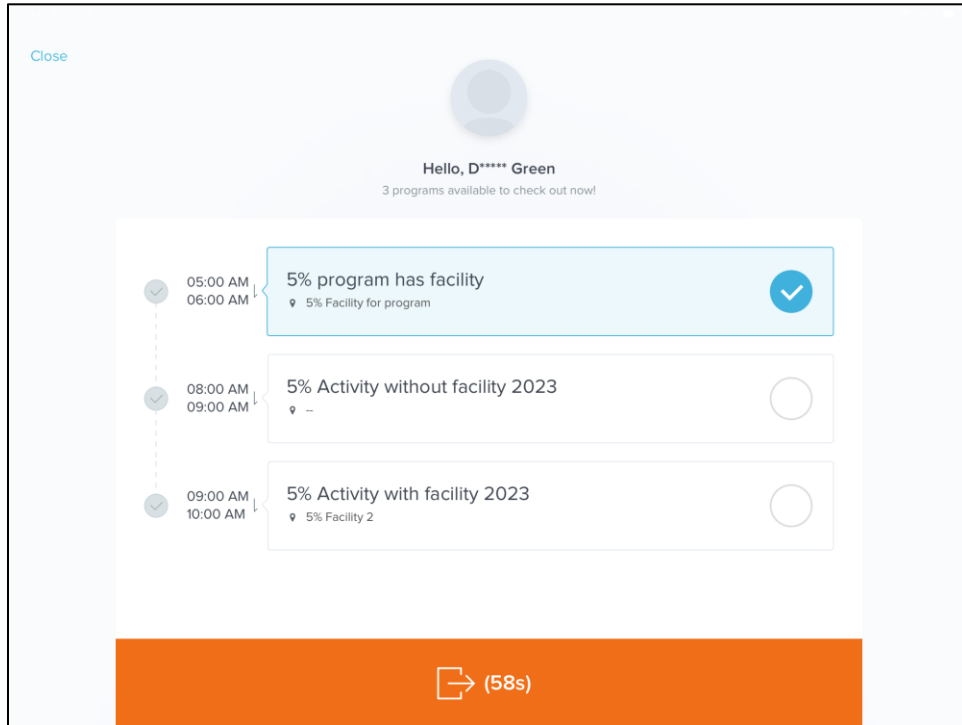 Close
Hello, D***** Green
3 programs available to check out now!
05:00 AM
06:00 AM
5% program has facility
5% Facility for program
08:00 AM
09:00 AM
5% Activity without facility 2023
--
09:00 AM
10:00 AM
5% Activity with facility 2023
5% Facility 2
(58s)